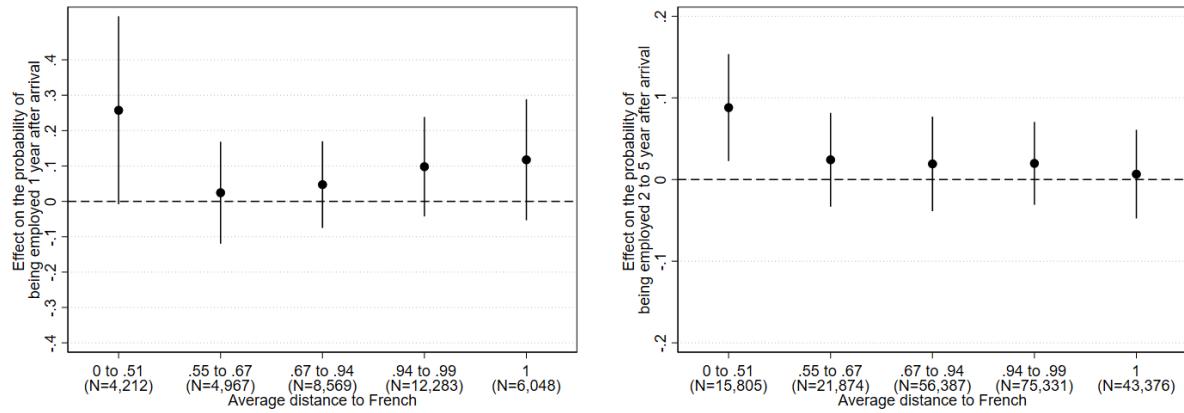 Effect on the probability of
being employed 1 year after arrival
.4
.3
.2
.1
0
-.1
-.2
-.3
-.4
0 to .51
(N=4,212)
.55 to .67
(N=4,967)
.67 to .94
(N=8,569)
.94 to .99
(N=12,283)
1
(N=6,048)
Average distance to French
Effect on the probability of
being employed 2 to 5 year after arrival
.2
.1
0
-.1
-.2
0 to .51
(N=15,805)
.55 to .67
(N=21,874)
.67 to .94
(N=56,387)
.94 to .99
(N=75,331)
1
(N=43,376)
Average distance to French